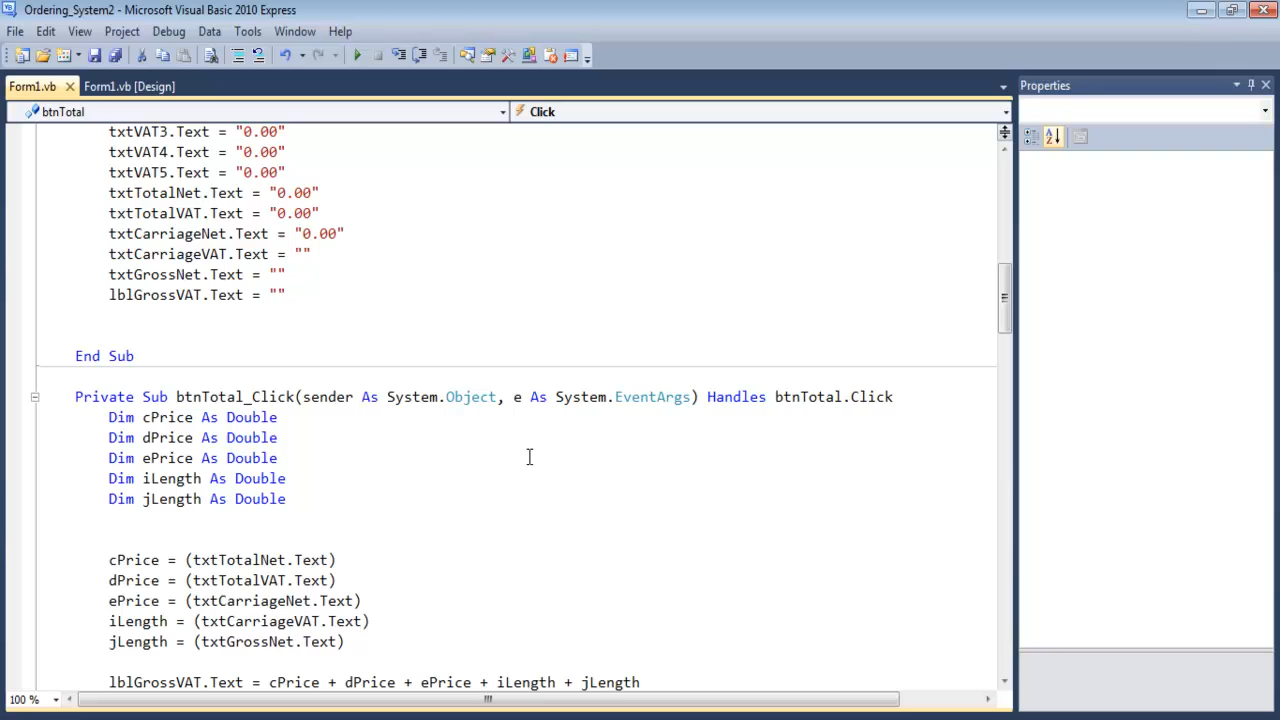 Ordering_System2 - Microsoft Visual Basic 2010 Express
File Edit View Project Debug Data Tools Window Help
Form1.vb Form1.vb [Design]
Properties
btnTotal Click
txtVAT3.Text = "0.00"
txtVAT4.Text = "0.00"
txtVAT5.Text = "0.00"
txtTotalNet.Text = "0.00"
txtTotalVAT.Text = "0.00"
txtCarriageNet.Text = "0.00"
txtCarriageVAT.Text = ""
txtGrossNet.Text = ""
lblGrossVAT.Text = ""
End Sub
Private Sub btnTotal_Click(sender As System.Object, e As System.EventArgs) Handles btnTotal.Click
Dim cPrice As Double
Dim dPrice As Double
Dim ePrice As Double
Dim iLength As Double
Dim jLength As Double
cPrice = (txtTotalNet.Text)
dPrice = (txtTotalVAT.Text)
ePrice = (txtCarriageNet.Text)
iLength = (txtCarriageVAT.Text)
jLength = (txtGrossNet.Text)
lblGrossVAT.Text = cPrice + dPrice + ePrice + iLength + jLength
100 %